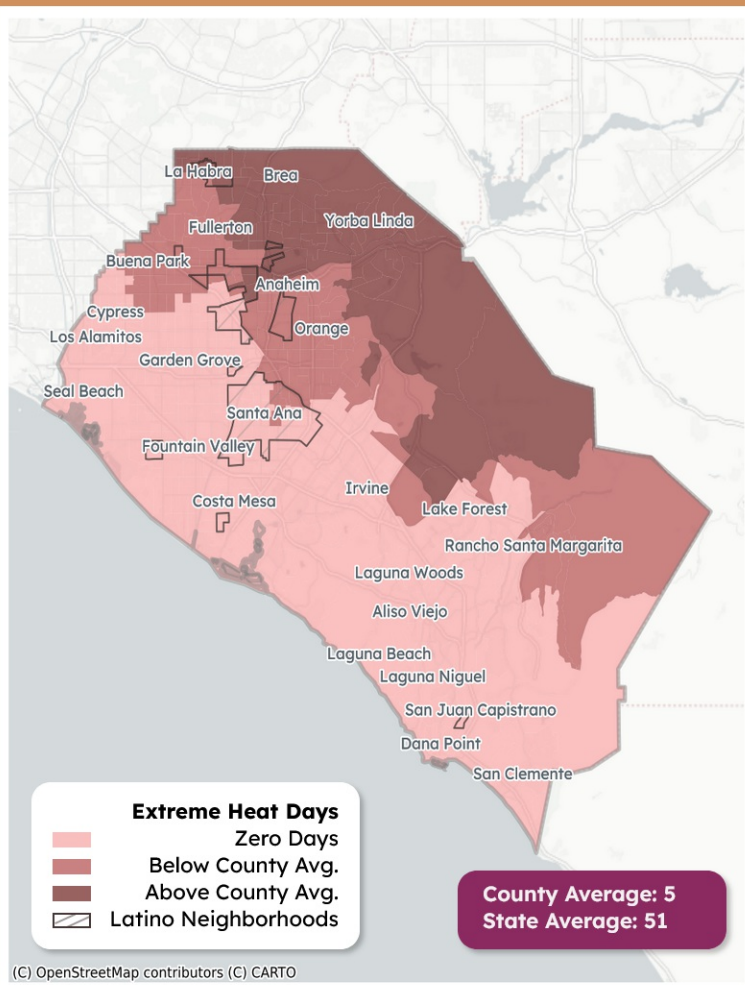 La Habra
Brea
Fullerton
Yorba Linda
Buena Park
Anaheim
Cypress
Orange
Los Alamitos
Garden Grove
Seal Beach
Santa Ana
Fountain Valley
Irvine
Costa Mesa
Lake Forest
Rancho Santa Margarita
Laguna Woods
Aliso Viejo
Laguna Beach
Laguna Niguel
San Juan Capistrano
Dana Point
San Clemente
Extreme Heat Days
Zero Days
Below County Avg.
Above County Avg.
Latino Neighborhoods
County Average: 5
State Average: 51
(C) OpenStreetMap contributors (C) CARTO